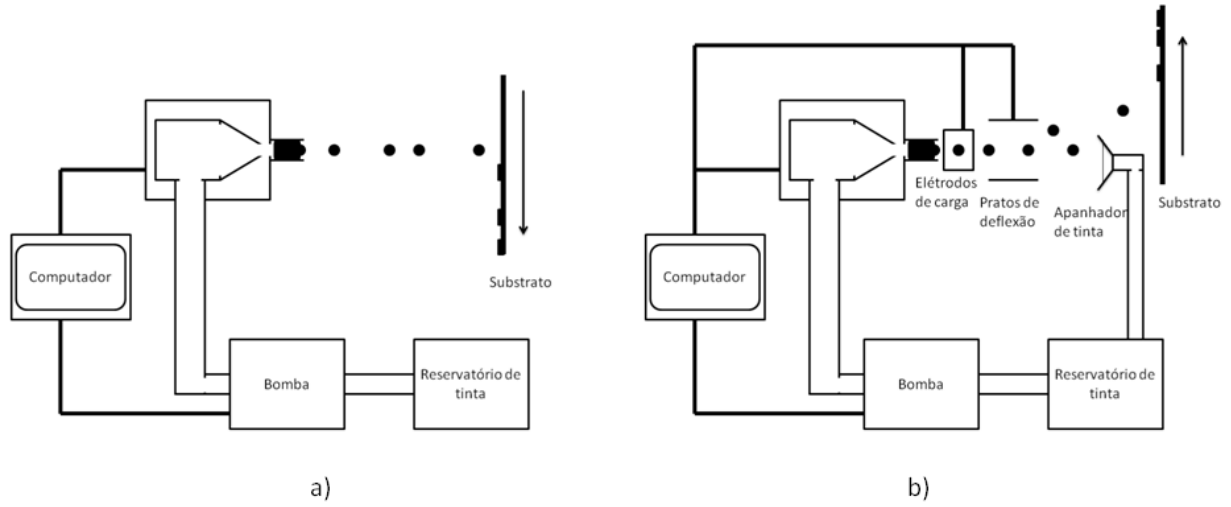 Computador
Substrato
Bomba
Reservatório de
tinta
a)
Elétrodos
de carga
Pratos de
deflexão
Apanhador
de tinta
Substrato
Computador
Bomba
Reservatório de
tinta
b)